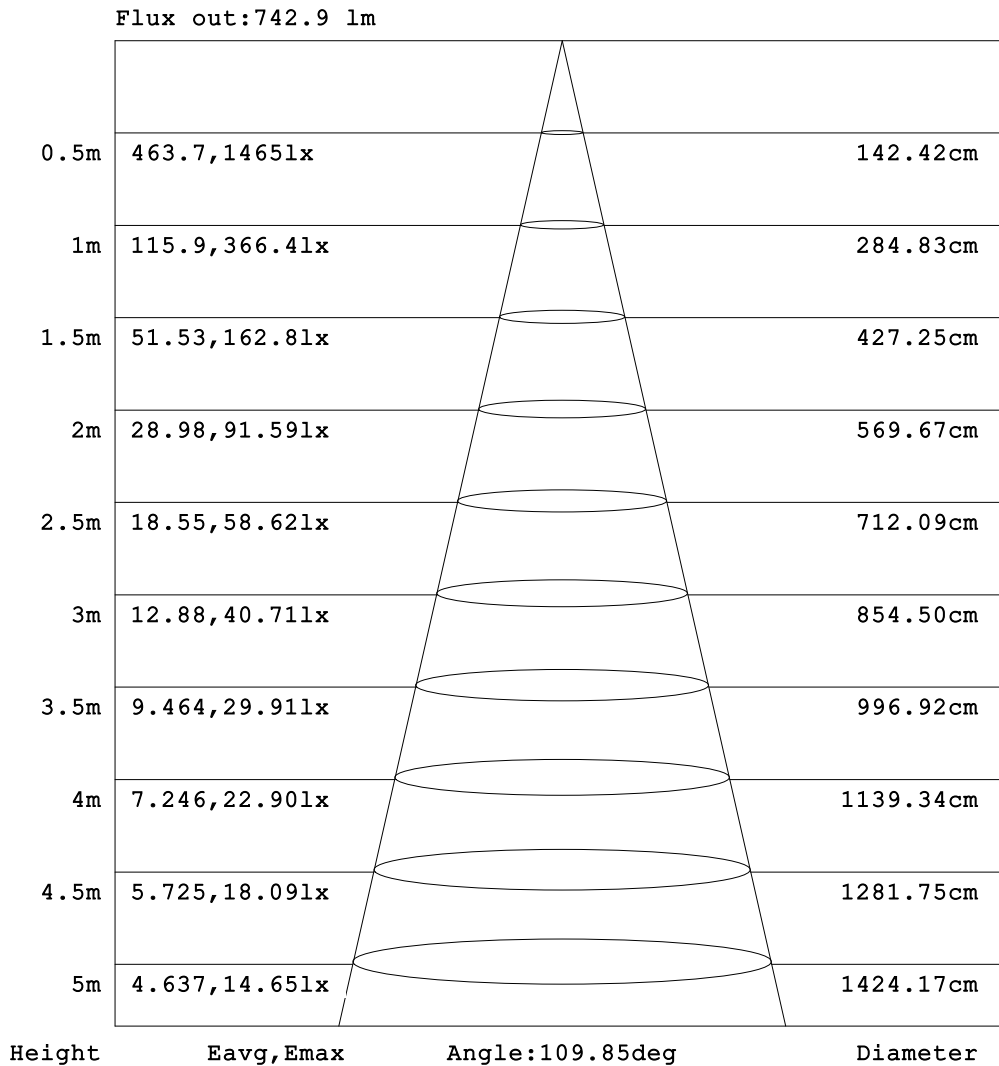 Flux out:742.9 lm
0.5m 463.7,1465lx 142.42cm
1m 115.9,366.4lx 284.83cm
1.5m 51.53,162.8lx 427.25cm
2m 28.98,91.59lx 569.67cm
2.5m 18.55,58.62lx 712.09cm
3m 12.88,40.71lx 854.50cm
3.5m 9.464,29.91lx 996.92cm
4m 7.246,22.90lx 1139.34cm
4.5m 5.725,18.09lx 1281.75cm
5m 4.637,14.65lx 1424.17cm
Height Eavg,Emax Angle:109.85deg Diameter